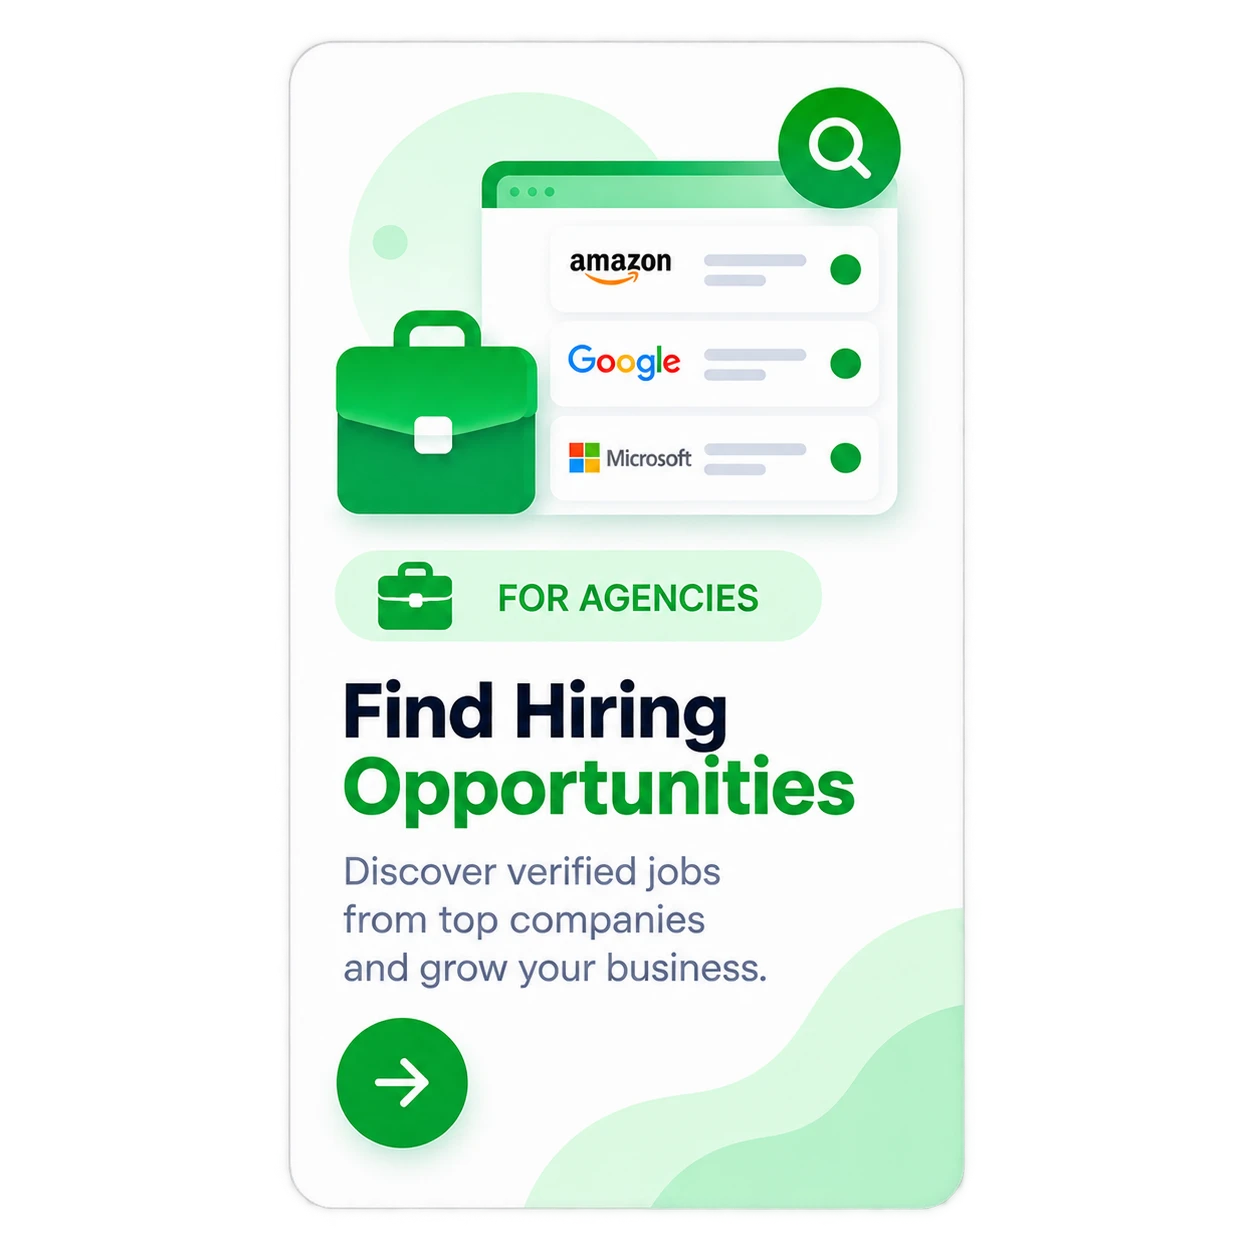 amazon
Google
Microsoft
FOR AGENCIES
Find Hiring
Opportunities
Discover verified jobs
from top companies
and grow your business.